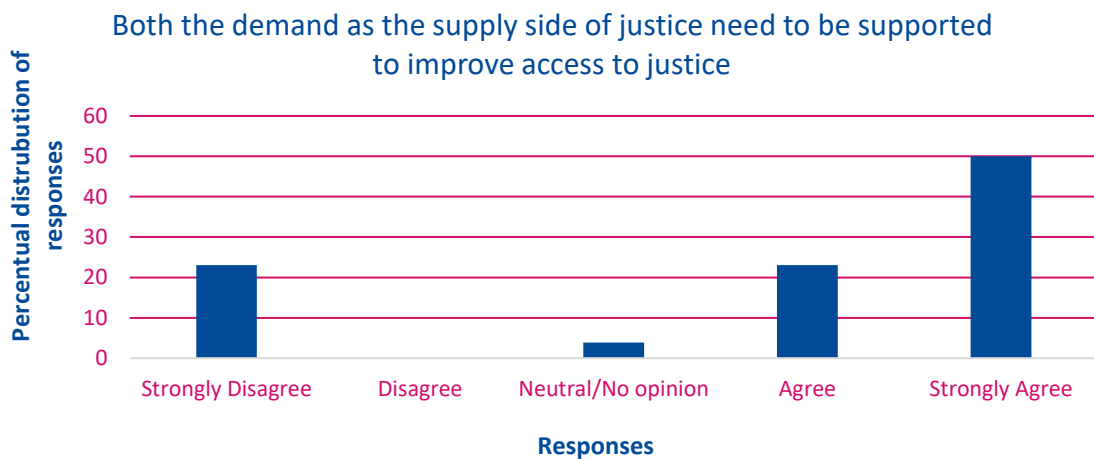 Both the demand as the supply side of justice need to be supported
to improve access to justice
Percentual distrubution of
responses
60
50
40
30
20
10
0
Strongly Disagree
Disagree
Neutral/No opinion
Agree
Strongly Agree
Responses